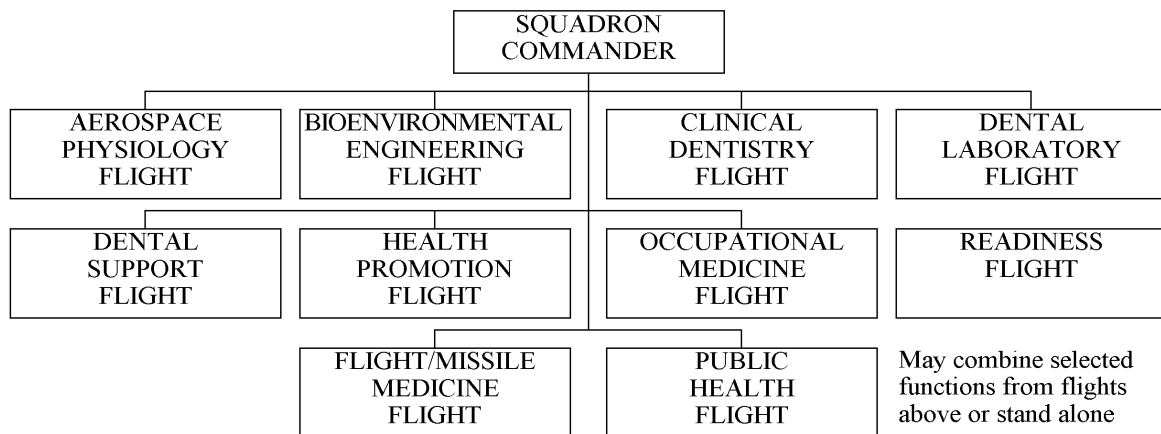 SQUADRON
COMMANDER
AEROSPACE
PHYSIOLOGY
FLIGHT
BIOENVIRONMENTAL
ENGINEERING
FLIGHT
CLINICAL
DENTISTRY
FLIGHT
DENTAL
LABORATORY
FLIGHT
DENTAL
SUPPORT
FLIGHT
HEALTH
PROMOTION
FLIGHT
OCCUPATIONAL
MEDICINE
FLIGHT
READINESS
FLIGHT
FLIGHT/MISSILE
MEDICINE
FLIGHT
PUBLIC
HEALTH
FLIGHT
May combine selected
functions from flights
above or stand alone